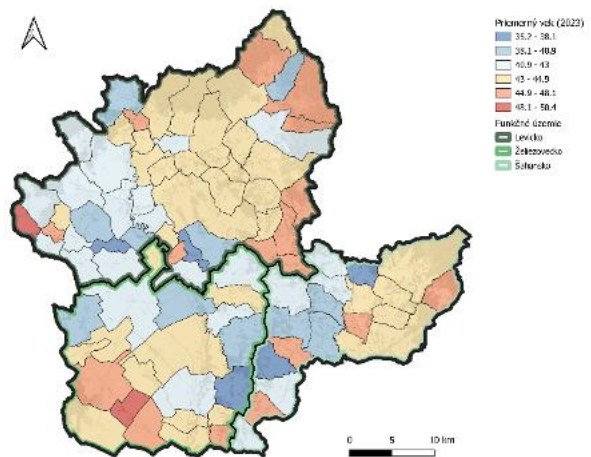 Priemerný vek (2023)
35.2 - 38.1
38.1 - 40.9
40.9 - 43
43 - 44.9
44.9 - 48.1
48.1 - 50.4
Funkčné územie
Levicko
Želiezovecko
Šahansko
0 5 10 km